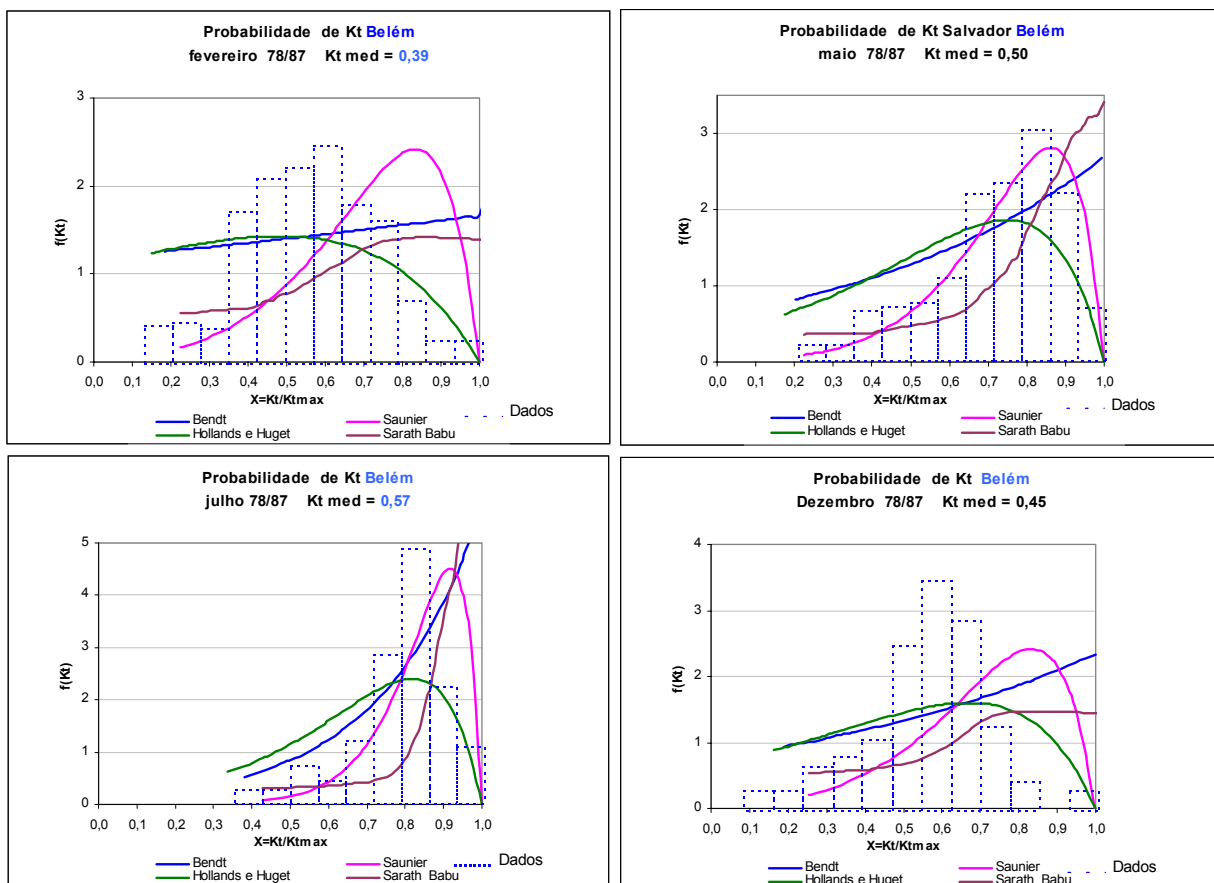 Probabilidade de Kt Belém
fevereiro 78/87 Kt med = 0,39
3
2
1
0
f(Kt)
0,0 0,1 0,2 0,3 0,4 0,5 0,6 0,7 0,8 0,9 1,0
X=Kt/Ktmax
Bendt Saunier Dados
Hollands e Huget Sarath Babu
Probabilidade de Kt Salvador Belém
maio 78/87 Kt med = 0,50
3
2
1
0
f(Kt)
0,0 0,1 0,2 0,3 0,4 0,5 0,6 0,7 0,8 0,9 1,0
X=Kt/Ktmax
Bendt Saunier Dados
Hollands e Huget Sarath Babu
Probabilidade de Kt Belém
julho 78/87 Kt med = 0,57
5
4
3
2
1
0
f(Kt)
0,0 0,1 0,2 0,3 0,4 0,5 0,6 0,7 0,8 0,9 1,0
X=Kt/Ktmax
Bendt Saunier Dados
Hollands e Huget Sarath Babu
Probabilidade de Kt Belém
Dezembro 78/87 Kt med = 0,45
4
3
2
1
0
f(Kt)
0,0 0,1 0,2 0,3 0,4 0,5 0,6 0,7 0,8 0,9 1,0
X=Kt/Ktmax
Bendt Saunier Dados
Hollands e Huget Sarath Babu